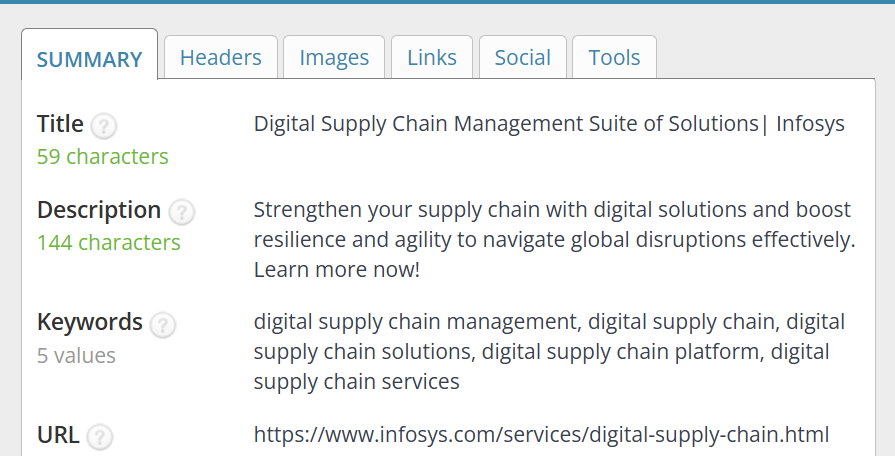 SUMMARY Headers Images Links Social Tools
Title ? Digital Supply Chain Management Suite of Solutions| Infosys
59 characters
Description ? Strengthen your supply chain with digital solutions and boost
144 characters resilience and agility to navigate global disruptions effectively.
Learn more now!
Keywords ? digital supply chain management, digital supply chain, digital
5 values supply chain solutions, digital supply chain platform, digital
supply chain services
URL ? https://www.infosys.com/services/digital-supply-chain.html